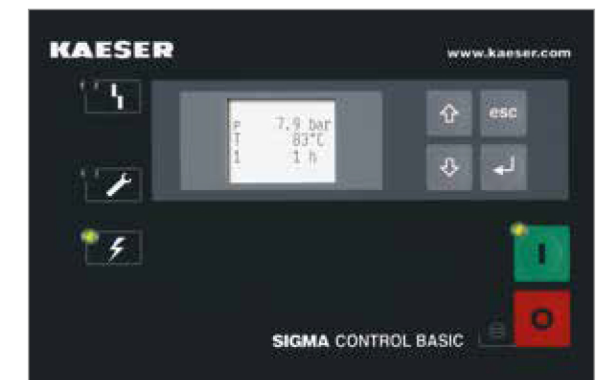 KAESER
www.kaeser.com
P 7.9 bar
T 83°C
1 1 h
esc
I
O
SIGMA CONTROL BASIC